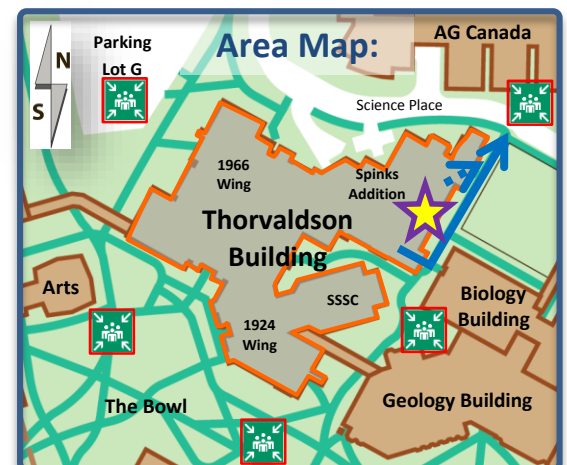 Area Map:
N
S
Parking
Lot G
AG Canada
Science Place
1966
Wing
Spinks
Addition
Thorvaldson
Building
SSSC
Arts
Biology
Building
1924
Wing
The Bowl
Geology Building